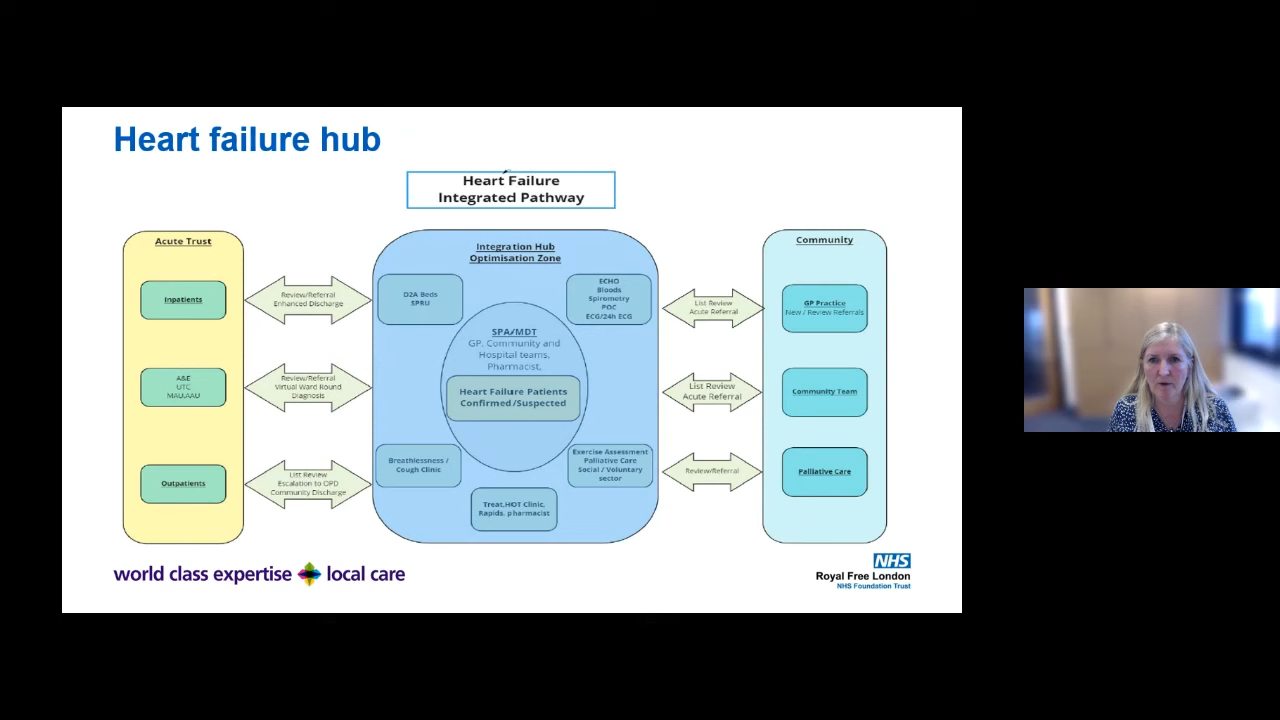 Heart failure hub
Heart Failure
Integrated Pathway
Acute Trust
Inpatients
A&E
UTC
MAU,AAU
Outpatients
Review/Referral
Enhanced Discharge
Review/Referral
Virtual Ward Round
Diagnosis
List Review
Escalation to OPD
Community Discharge
Integration Hub
Optimisation Zone
D2A Beds
SPRU
ECHO
Bloods
Spirometry
POC
ECG/24h ECG
SPA/MDT
GP, Community and
Hospital teams,
Pharmacist,
Heart Failure Patients
Confirmed/Suspected
Breathlessness /
Cough Clinic
Exercise Assessment
Palliative Care
Social / Voluntary
sector
Treat,HOT Clinic,
Rapids, pharmacist
List Review
Acute Referral
List Review
Acute Referral
Review/Referral
Community
GP Practice
New / Review Referrals
Community Team
Palliative Care
world class expertise local care
NHS
Royal Free London
NHS Foundation Trust